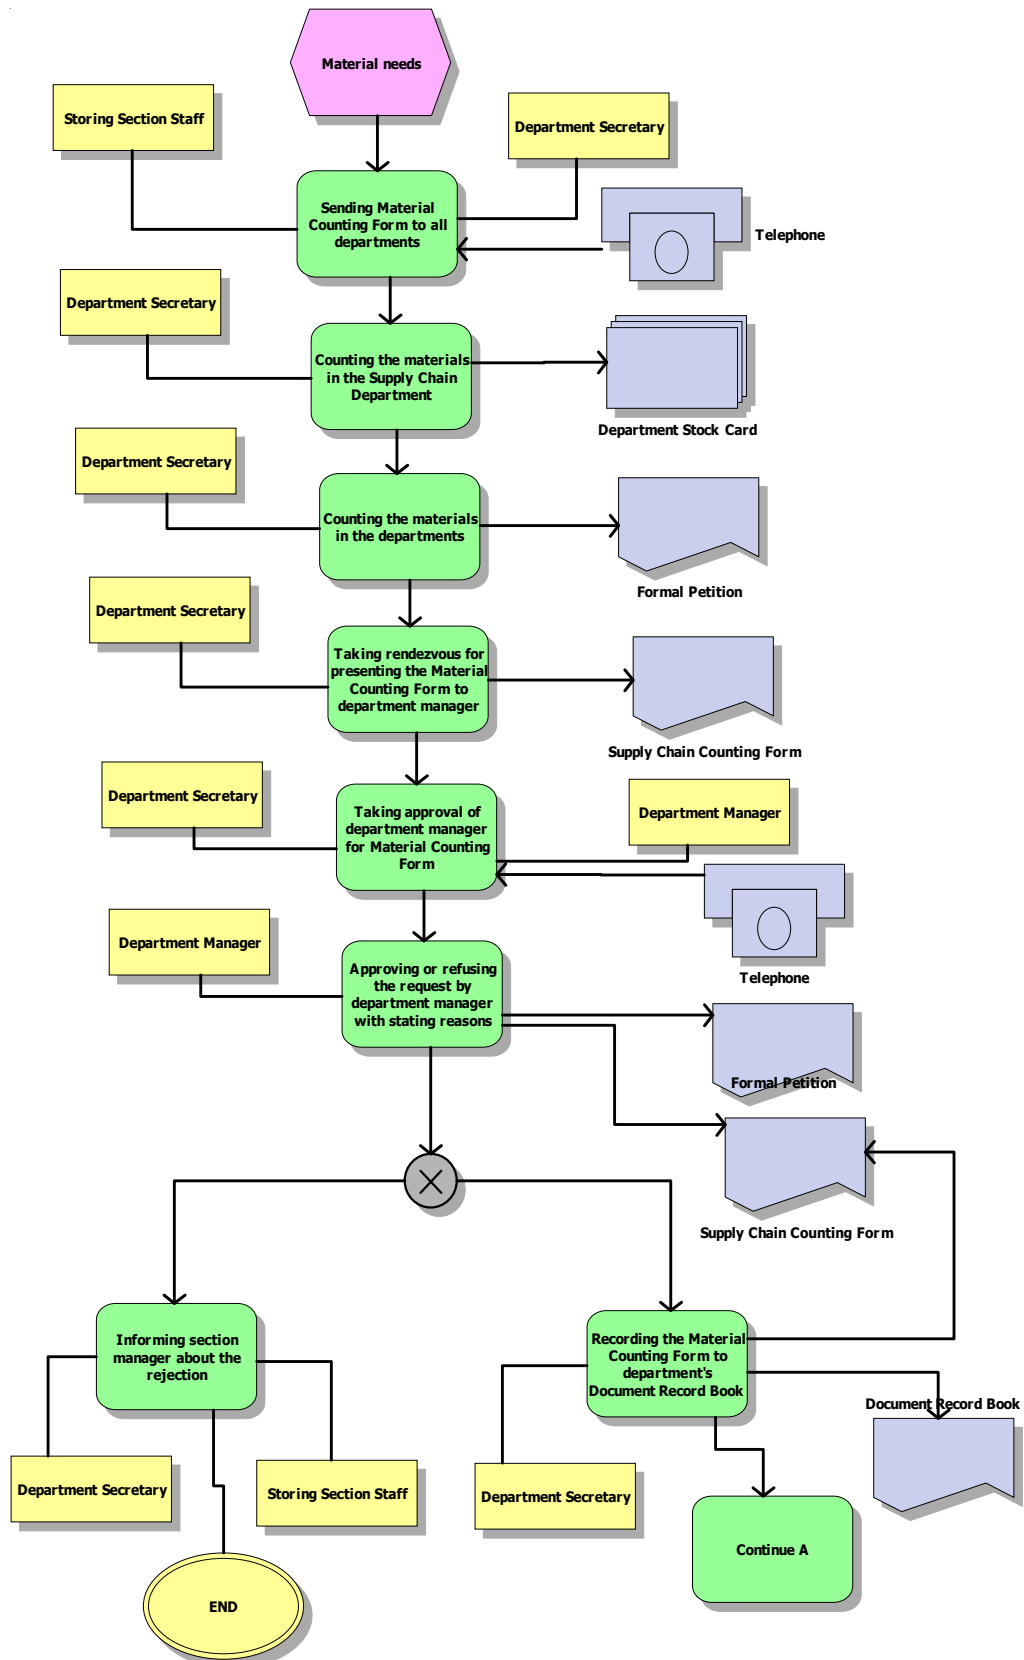 Material needs
Storing Section Staff
Department Secretary
Sending Material
Counting Form to all
departments
Telephone
Department Secretary
Counting the materials
in the Supply Chain
Department
Department Stock Card
Department Secretary
Counting the materials
in the departments
Formal Petition
Department Secretary
Taking rendezvous for
presenting the Material
Counting Form to
department manager
Supply Chain Counting Form
Department Secretary
Taking approval of
department manager
for Material Counting
Form
Department Manager
Telephone
Department Manager
Approving or refusing
the request by
department manager
with stating reasons
Formal Petition
Supply Chain Counting Form
Informing section
manager about the
rejection
Recording the Material
Counting Form to
department's
Document Record Book
Document Record Book
Department Secretary
Storing Section Staff
Department Secretary
Continue A
END